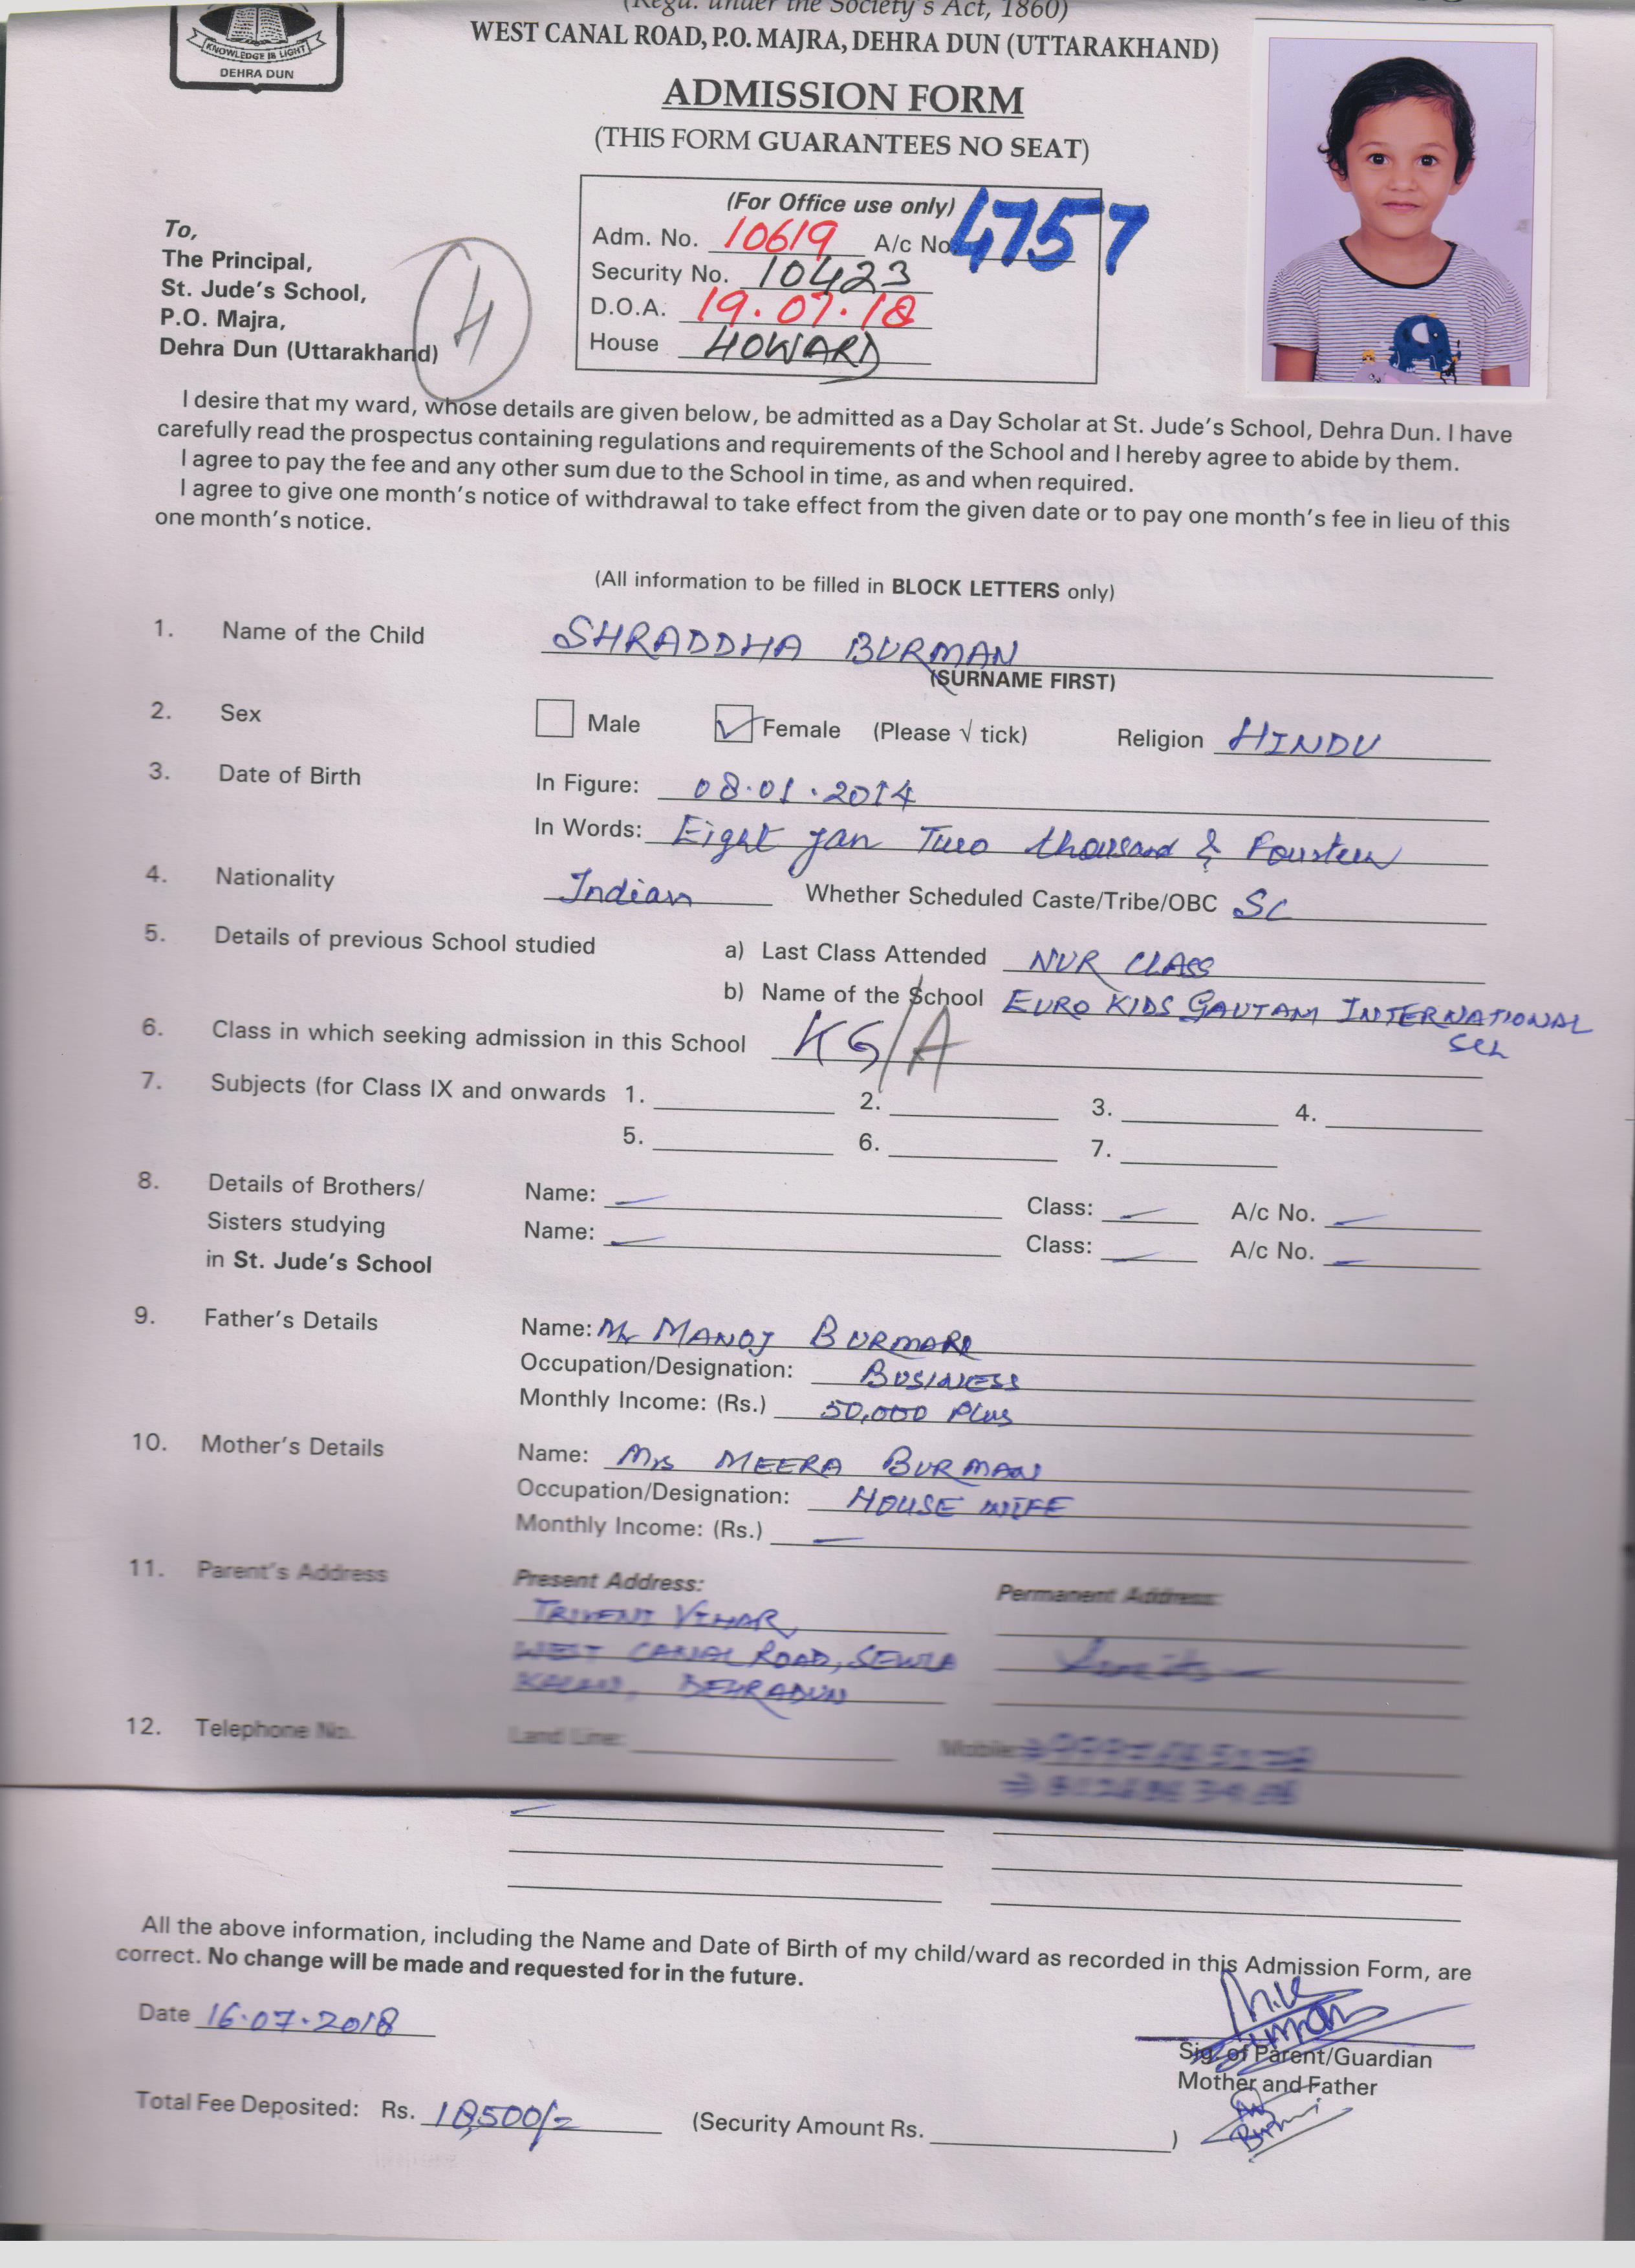 (Regd. under the Society's Act, 1860)
WEST CANAL ROAD, P.O. MAJRA, DEHRA DUN (UTTARAKHAND)
KNOWLEDGE IS LIGHT
DEHRA DUN
ADMISSION FORM
(THIS FORM GUARANTEES NO SEAT)
(For Office use only)
Adm. No. 10619 A/c No. 4757
Security No. 10423
D.O.A. 19.07.18
House HOWARD
To,
The Principal,
St. Jude's School,
P.O. Majra,
Dehra Dun (Uttarakhand)
4
I desire that my ward, whose details are given below, be admitted as a Day Scholar at St. Jude's School, Dehra Dun. I have
carefully read the prospectus containing regulations and requirements of the School and I hereby agree to abide by them.
I agree to pay the fee and any other sum due to the School in time, as and when required.
I agree to give one month's notice of withdrawal to take effect from the given date or to pay one month's fee in lieu of this
one month's notice.
(All information to be filled in BLOCK LETTERS only)
1. Name of the Child SHRADDHA BURMAN
(SURNAME FIRST)
2. Sex Male Female (Please √ tick) Religion HINDU
3. Date of Birth In Figure: 08.01.2014
In Words: Eight Jan Two thousand & Fourteen
4. Nationality Indian Whether Scheduled Caste/Tribe/OBC SC
5. Details of previous School studied a) Last Class Attended NUR CLASS
b) Name of the School EURO KIDS GAUTAM INTERNATIONAL
SCL
6. Class in which seeking admission in this School KG/A
7. Subjects (for Class IX and onwards 1. 2. 3. 4.
5. 6. 7.
8. Details of Brothers/ Name: Class: A/c No.
Sisters studying Name: Class: A/c No.
in St. Jude's School
9. Father's Details Name: Mr MANOJ BURMAN
Occupation/Designation: BUSINESS
Monthly Income: (Rs.) 50,000 Plus
10. Mother's Details Name: Mrs MEERA BURMAN
Occupation/Designation: HOUSE WIFE
Monthly Income: (Rs.)
11. Parent's Address Present Address: Permanent Address:
TRIVENI VIHAR,
WEST CANAL ROAD, SEWLA
KALAN, DEHRADUN
12. Telephone No. Land Line: Mobile:
All the above information, including the Name and Date of Birth of my child/ward as recorded in this Admission Form, are
correct. No change will be made and requested for in the future.
Date 16.07.2018
Sig. of Parent/Guardian
Mother and Father
Total Fee Deposited: Rs. 18,500/= (Security Amount Rs. )